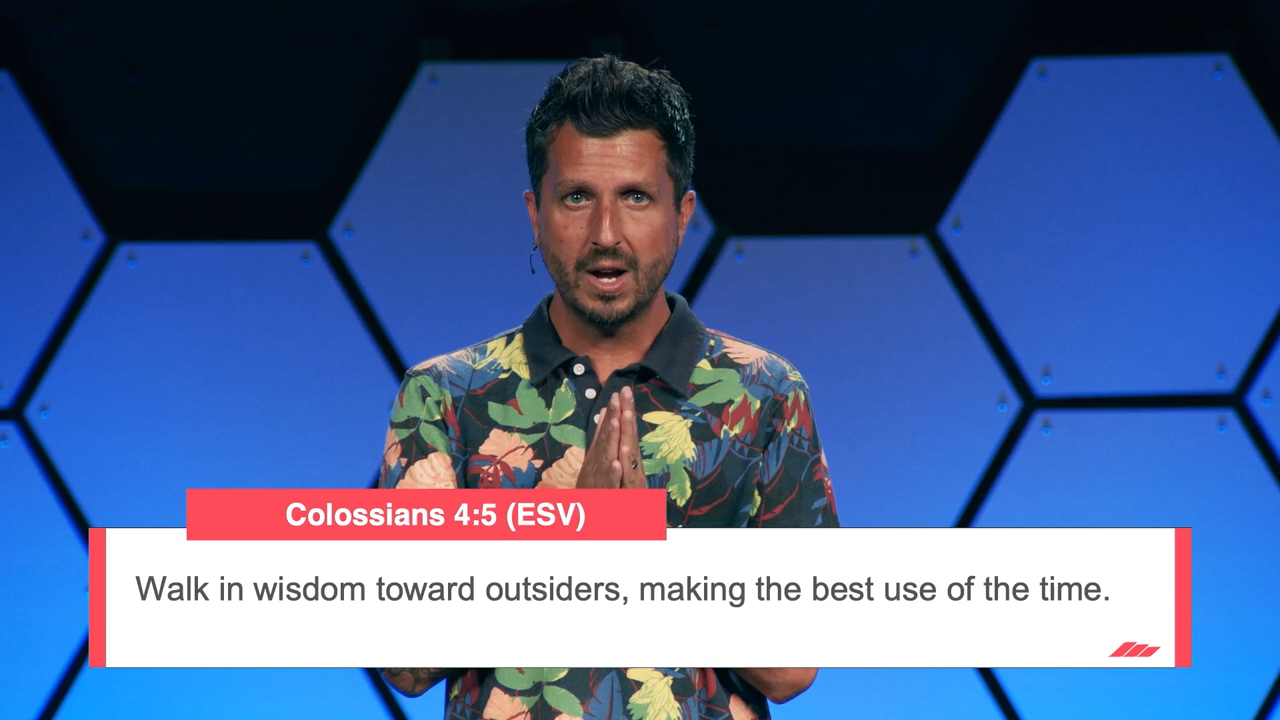 Colossians 4:5 (ESV)
Walk in wisdom toward outsiders, making the best use of the time.